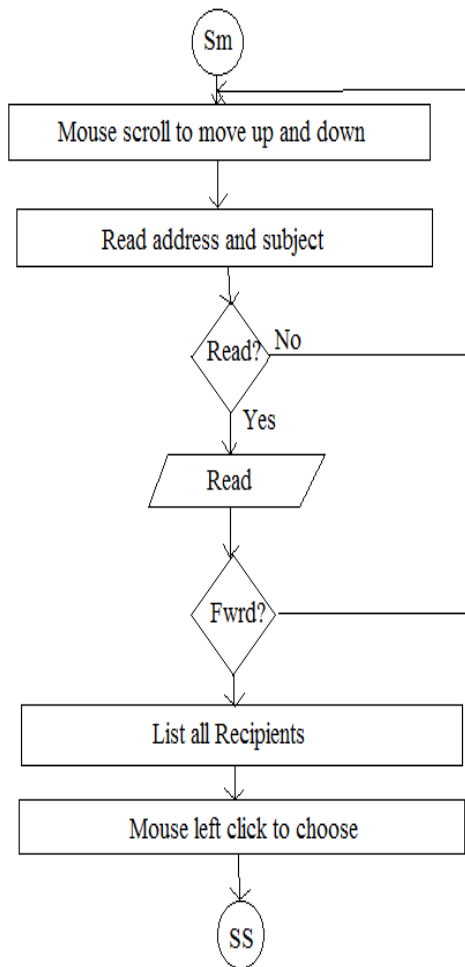 Sm
Mouse scroll to move up and down
Read address and subject
Read?
No
Yes
Read
Fwrd?
List all Recipients
Mouse left click to choose
SS